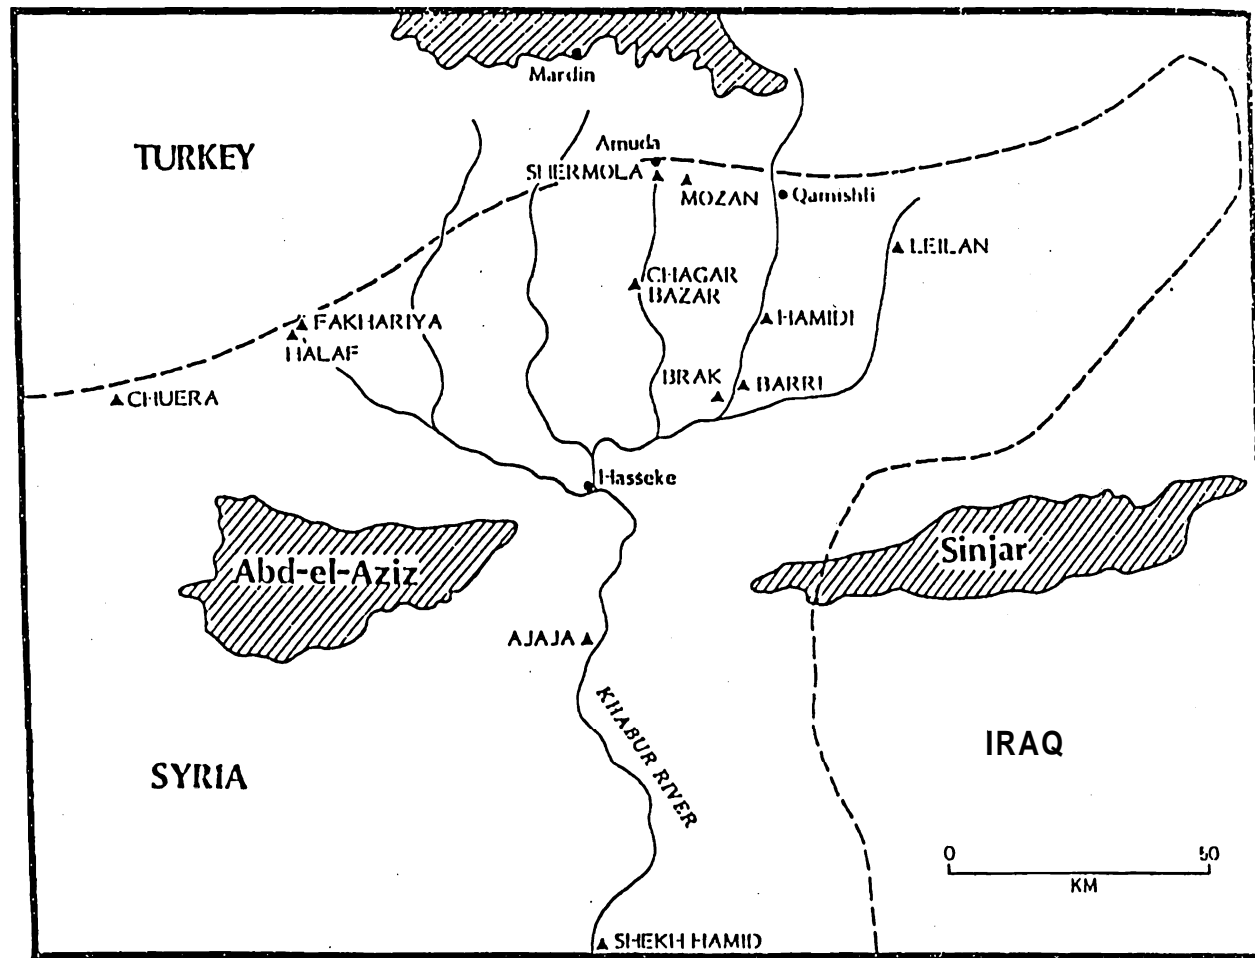 Mardin
TURKEY
Amuda
SHERMOLA
MOZAN
Qamishli
LEILAN
CHAGAR
BAZAR
FAKHARIYA
HAMIDI
HALAF
BRAK
BARRI
CHUERA
Hasseke
Sinjar
Abd-el-Aziz
AJAJA
KHABUR RIVER
IRAQ
SYRIA
0 50
KM
SHEKH HAMID